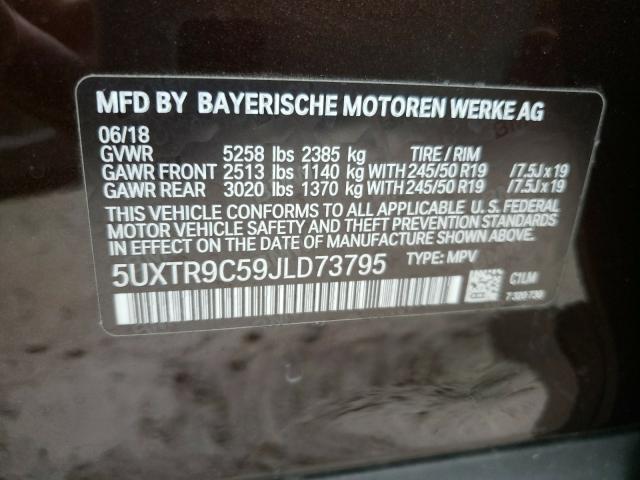 MFD BY BAYERISCHE MOTOREN WERKE AG
06/18
GVWR 5258 lbs 2385 kg TIRE / RIM
GAWR FRONT 2513 lbs 1140 kg WITH 245/50 R19 /7.5J x 19
GAWR REAR 3020 lbs 1370 kg WITH 245/50 R19 /7.5J x 19
THIS VEHICLE CONFORMS TO ALL APPLICABLE U. S. FEDERAL
MOTOR VEHICLE SAFETY AND THEFT PREVENTION STANDARDS
IN EFFECT ON DATE OF MANUFACTURE SHOWN ABOVE.
5UXTR9C59JLD73795 TYPE: MPV
C1LM
7 320 730